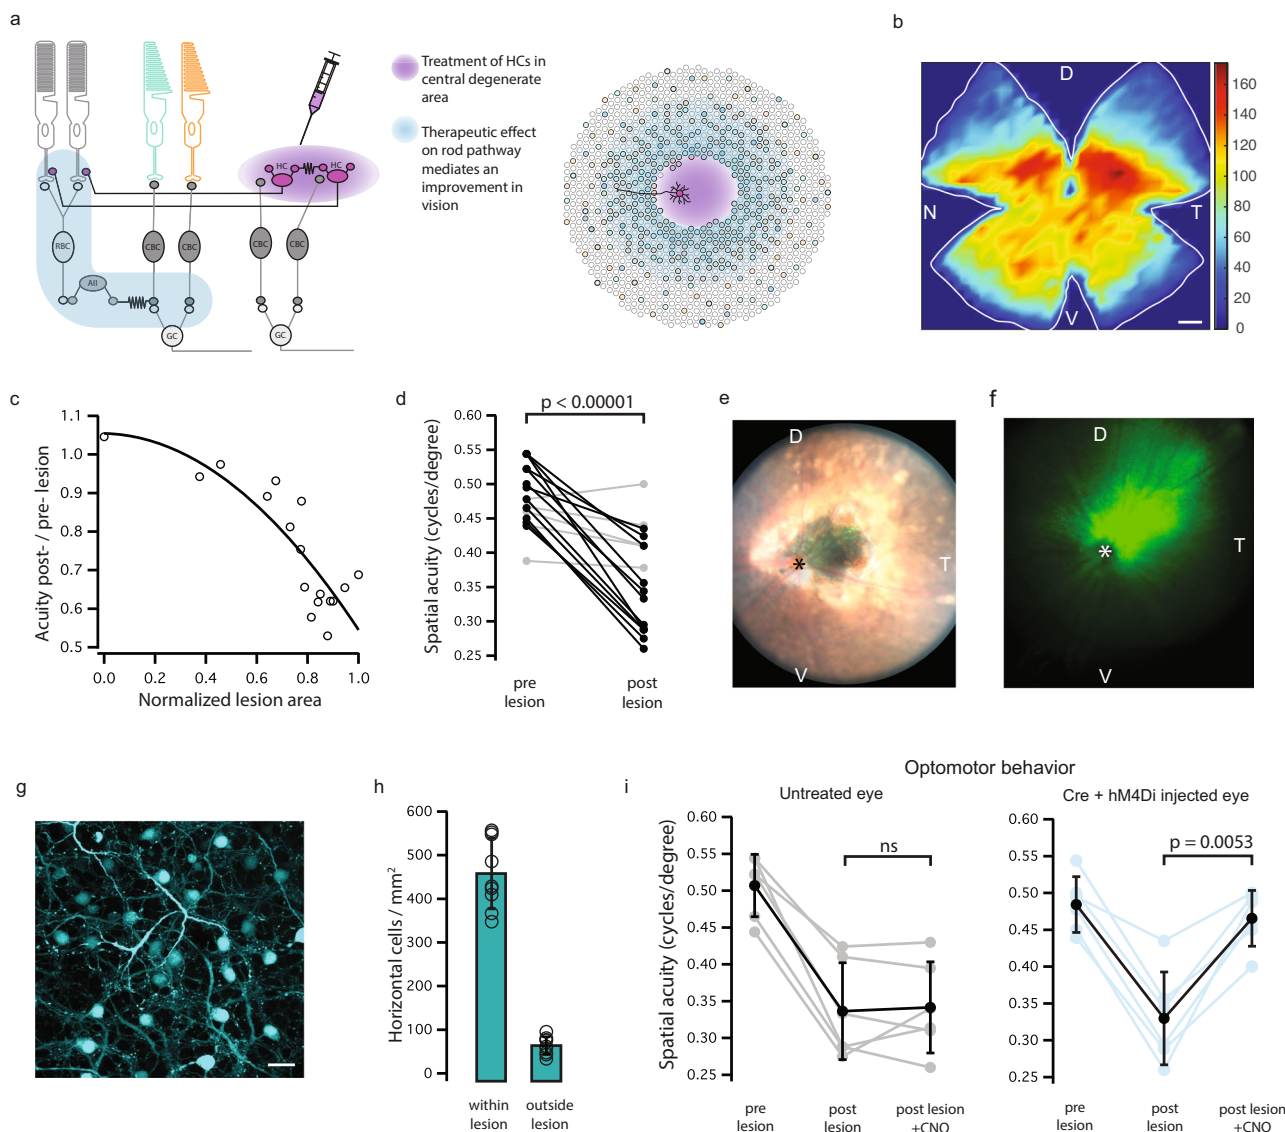 a
HC
HC
RBC
CBC
CBC
CBC
CBC
AII
GC
GC
Treatment of HCs in
central degenerate
area
Therapeutic effect
on rod pathway
mediates an
improvement in
vision
b
D
N
T
V
160
140
120
100
80
60
40
20
0
c
Acuity post- / pre- lesion
1.1
1.0
0.9
0.8
0.7
0.6
0.5
0.0
0.2
0.4
0.6
0.8
1.0
Normalized lesion area
d
p < 0.00001
Spatial acuity (cycles/degree)
0.60
0.55
0.50
0.45
0.40
0.35
0.30
0.25
pre
lesion
post
lesion
e
D
*
T
V
f
D
*
T
V
g
h
Horizontal cells / mm²
600
500
400
300
200
100
0
within
lesion
outside
lesion
i
Optomotor behavior
Untreated eye
Spatial acuity (cycles/degree)
0.60
0.55
0.50
0.45
0.40
0.35
0.30
0.25
ns
pre
lesion
post
lesion
post lesion
+CNO
Cre + hM4Di injected eye
0.60
0.55
0.50
0.45
0.40
0.35
0.30
0.25
p = 0.0053
pre
lesion
post
lesion
post lesion
+CNO